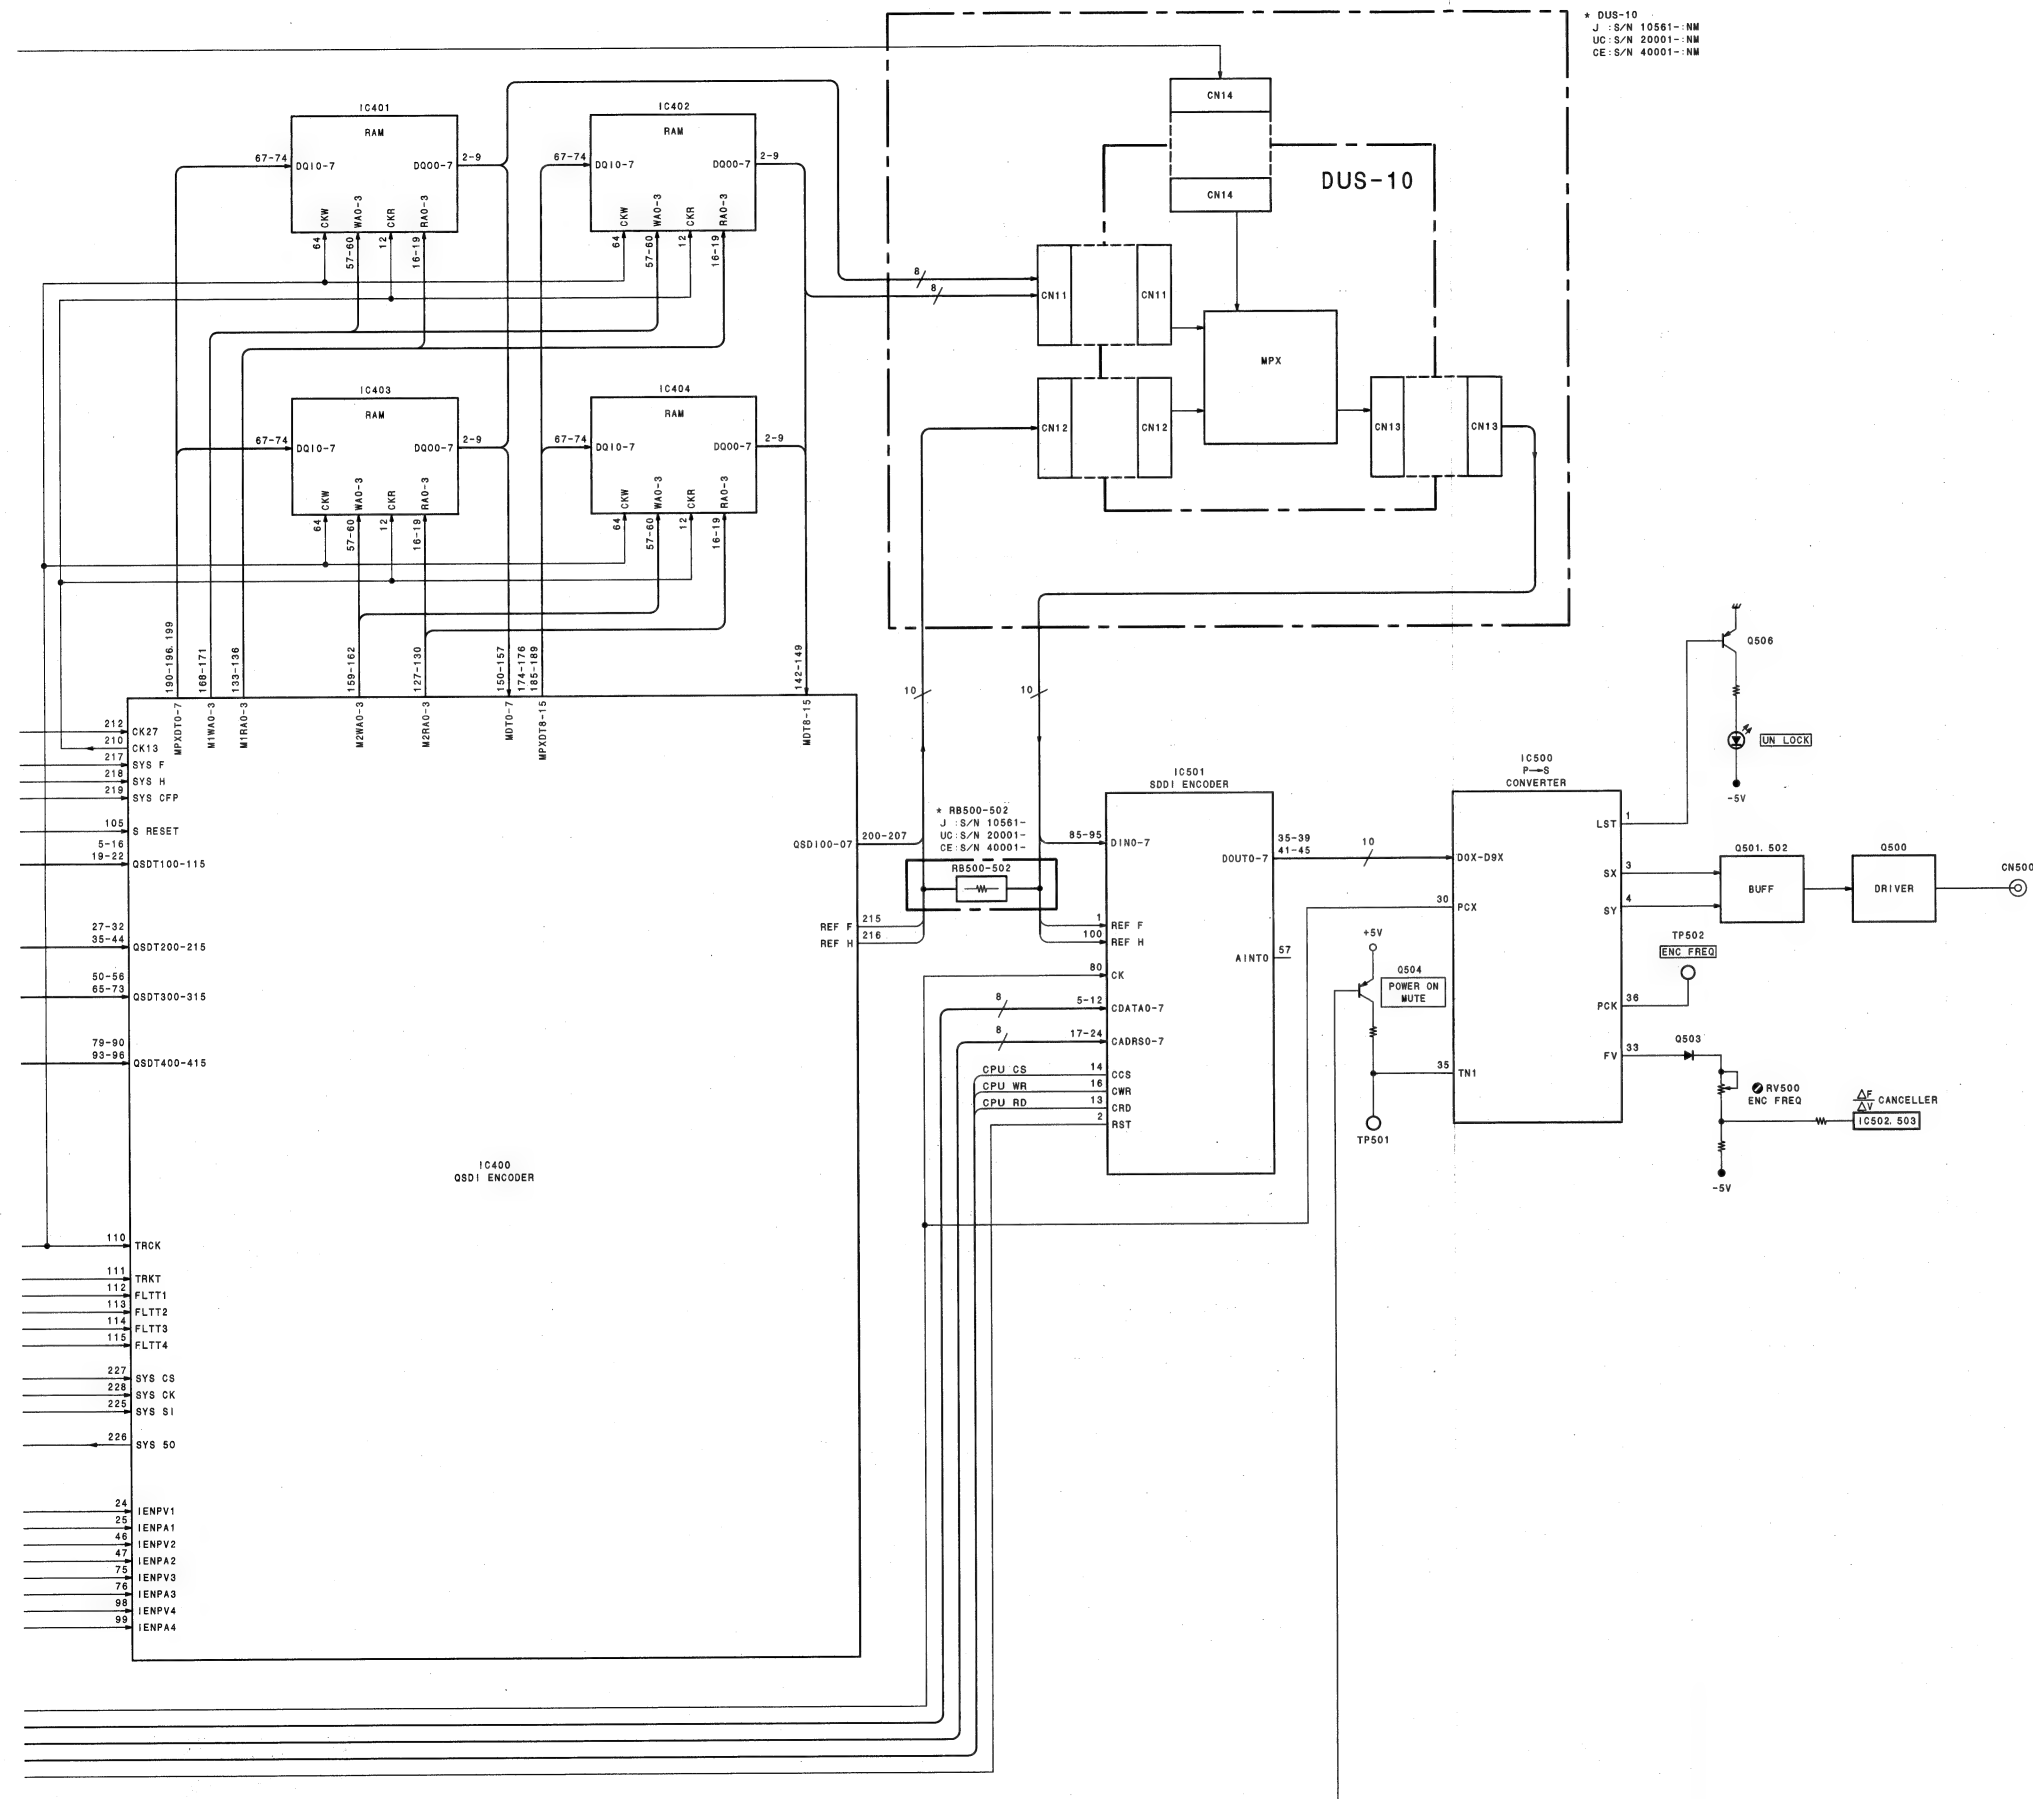 * DUS-10
J :S/N 10561-:NM
UC:S/N 20001-:NM
CE:S/N 40001-:NM
CN14
CN14
DUS-10
CN11
CN11
CN12
CN12
MPX
CN13
CN13
8
8
10
10
IC401
RAM
67-74
DQI0-7
DQO0-7
2-9
CKW
WA0-3
CKR
RA0-3
64
57-60
12
16-19
IC402
RAM
67-74
DQI0-7
DQO0-7
2-9
CKW
WA0-3
CKR
RA0-3
64
57-60
12
16-19
IC403
RAM
67-74
DQI0-7
DQO0-7
2-9
CKW
WA0-3
CKR
RA0-3
64
57-60
12
16-19
IC404
RAM
67-74
DQI0-7
DQO0-7
2-9
CKW
WA0-3
CKR
RA0-3
64
57-60
12
16-19
190-196. 199
168-171
133-136
159-162
127-130
150-157
174-176
185-189
142-149
MPXDT0-7
M1WA0-3
M1RA0-3
M2WA0-3
M2RA0-3
MDT0-7
MPXDT8-15
MDT8-15
212 CK27
210 CK13
217 SYS F
218 SYS H
219 SYS CFP
105 S RESET
5-16
19-22 QSDT100-115
27-32
35-44 QSDT200-215
50-56
65-73 QSDT300-315
79-90
93-96 QSDT400-415
IC400
QSDI ENCODER
110 TRCK
111 TRKT
112 FLTT1
113 FLTT2
114 FLTT3
115 FLTT4
227 SYS CS
228 SYS CK
225 SYS SI
226 SYS 50
24 IENPV1
25 IENPA1
46 IENPV2
47 IENPA2
75 IENPV3
76 IENPA3
98 IENPV4
99 IENPA4
QSDI00-07 200-207
REF F 215
REF H 216
* RB500-502
J :S/N 10561-
UC:S/N 20001-
CE:S/N 40001-
RB500-502
IC501
SDDI ENCODER
85-95 DIN0-7
1 REF F
100 REF H
80 CK
8 5-12 CDATA0-7
8 17-24 CADRS0-7
CPU CS 14 CCS
CPU WR 16 CWR
CPU RD 13 CRD
2 RST
DOUT0-7
35-39
41-45
10
AINTO 57
IC500
P→S
CONVERTER
D0X-D9X
30 PCX
35 TN1
LST 1
SX 3
SY 4
PCK 36
FV 33
+5V
Q504
POWER ON
MUTE
TP501
Q506
UN LOCK
-5V
Q501. 502
BUFF
Q500
DRIVER
CN500
TP502
ENC FREQ
Q503
RV500
ENC FREQ
ΔF
ΔV
CANCELLER
IC502. 503
-5V